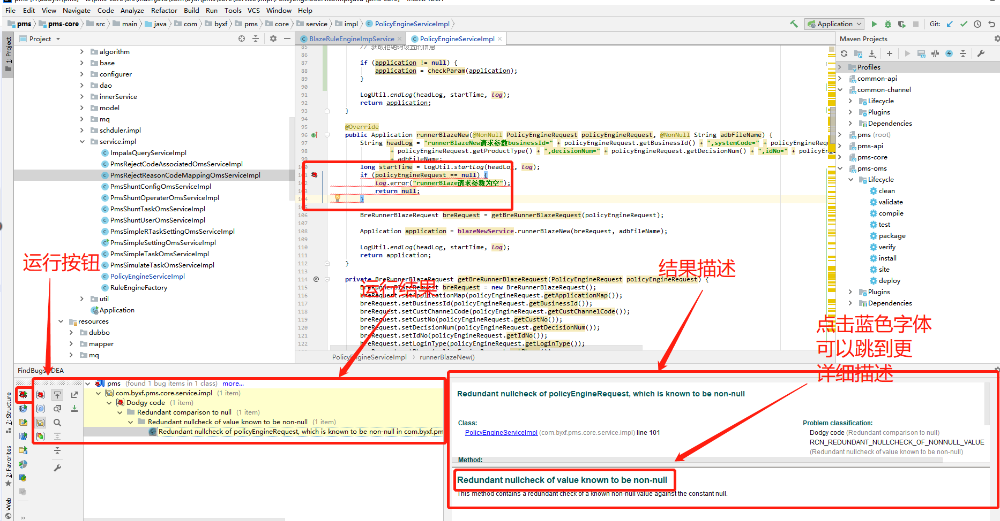 File Edit View Navigate Code Analyze Refactor Build Run Tools VCS Window Help
pms pms-core src main java com byxf pms core service impl PolicyEngineServiceImpl
Application Git:
Project
BlazeRuleEngineImpService PolicyEngineServiceImpl
Maven Projects
1: Project
algorithm
base
configurer
dao
innerService
model
mq
schduler.impl
service.impl
ImpalaQueryServiceImpl
PmsRejectCodeAssociatedOmsServiceImpl
PmsRejectReasonCodeMappingOmsServiceImpl
PmsShuntConfigOmsServiceImpl
PmsShuntOperaterOmsServiceImpl
PmsShuntTaskOmsServiceImpl
PmsShuntUserOmsServiceImpl
PmsSimpleRTaskSettingOmsServiceImpl
PmsSimpleSettingOmsServiceImpl
PmsSimpleTaskOmsServiceImpl
PmsSimulateTaskOmsServiceImpl
PolicyEngineServiceImpl
RuleEngineFactory
util
Application
resources
dubbo
mapper
mq
运行按钮
85 // 获取拒绝码设置的信息
86
87 if (application != null) {
88 application = checkParam(application);
89 }
90
91 LogUtil.endLog(headLog, startTime, log);
92 return application;
93 }
94
95 @Override
96 public Application runnerBlazeNew(@NonNull PolicyEngineRequest policyEngineRequest, @NonNull String adbFileName) {
97 String headLog = "runnerBlazeNew请求参数businessId=" + policyEngineRequest.getBusinessId() + ",systemCode=" + policyEngineRequ
98 + policyEngineRequest.getProductType() + ",decisionNum=" + policyEngineRequest.getDecisionNum() + ",idNo=" + policyEngin
99 + adbFileName;
100 long startTime = LogUtil.startLog(headLog, log);
101 if (policyEngineRequest == null) {
102 log.error("runnerBlaze请求参数为空");
103 return null;
104 }
105
106 BreRunnerBlazeRequest breRequest = getBreRunnerBlazeRequest(policyEngineRequest);
107
108 Application application = blazeNewService.runnerBlazeNew(breRequest, adbFileName);
109
110 LogUtil.endLog(headLog, startTime, log);
111 return application;
112 }
113
114 private BreRunnerBlazeRequest getBreRunnerBlazeRequest(PolicyEngineRequest policyEngineRequest) {
115 BreRunnerBlazeRequest breRequest = new BreRunnerBlazeRequest();
116 breRequest.setApplicationMap(policyEngineRequest.getApplicationMap());
117 breRequest.setBusinessId(policyEngineRequest.getBusinessId());
118 breRequest.setCustChannelCode(policyEngineRequest.getCustChannelCode());
119 breRequest.setCustNo(policyEngineRequest.getCustNo());
120 breRequest.setDecisionNum(policyEngineRequest.getDecisionNum());
121 breRequest.setIdNo(policyEngineRequest.getIdNo());
122 breRequest.setLoginType(policyEngineRequest.getLoginType());
PolicyEngineServiceImpl runnerBlazeNew()
运行结果
结果描述
Profiles
common-api
common-channel
Lifecycle
Plugins
Dependencies
pms (root)
pms-api
pms-core
pms-oms
Lifecycle
clean
validate
compile
test
package
verify
install
site
deploy
Plugins
Dependencies
点击蓝色字体
可以跳到更
详细描述
FindBugs-IDEA
pms (found 1 bug items in 1 class) more...
com.byxf.pms.core.service.impl (1 item)
Dodgy code (1 item)
Redundant comparison to null (1 item)
Redundant nullcheck of value known to be non-null (1 item)
Redundant nullcheck of policyEngineRequest, which is known to be non-null in com.byxf.pm
7: Structure
2: Favorites
Web
Redundant nullcheck of policyEngineRequest, which is known to be non-null
Class:
PolicyEngineServiceImpl (com.byxf.pms.core.service.impl) line 101
Problem classification:
Dodgy code (Redundant comparison to null)
RCN_REDUNDANT_NULLCHECK_OF_NONNULL_VALUE
(Redundant nullcheck of value known to be non-null)
Method:
Redundant nullcheck of value known to be non-null
This method contains a redundant check of a known non-null value against the constant null.